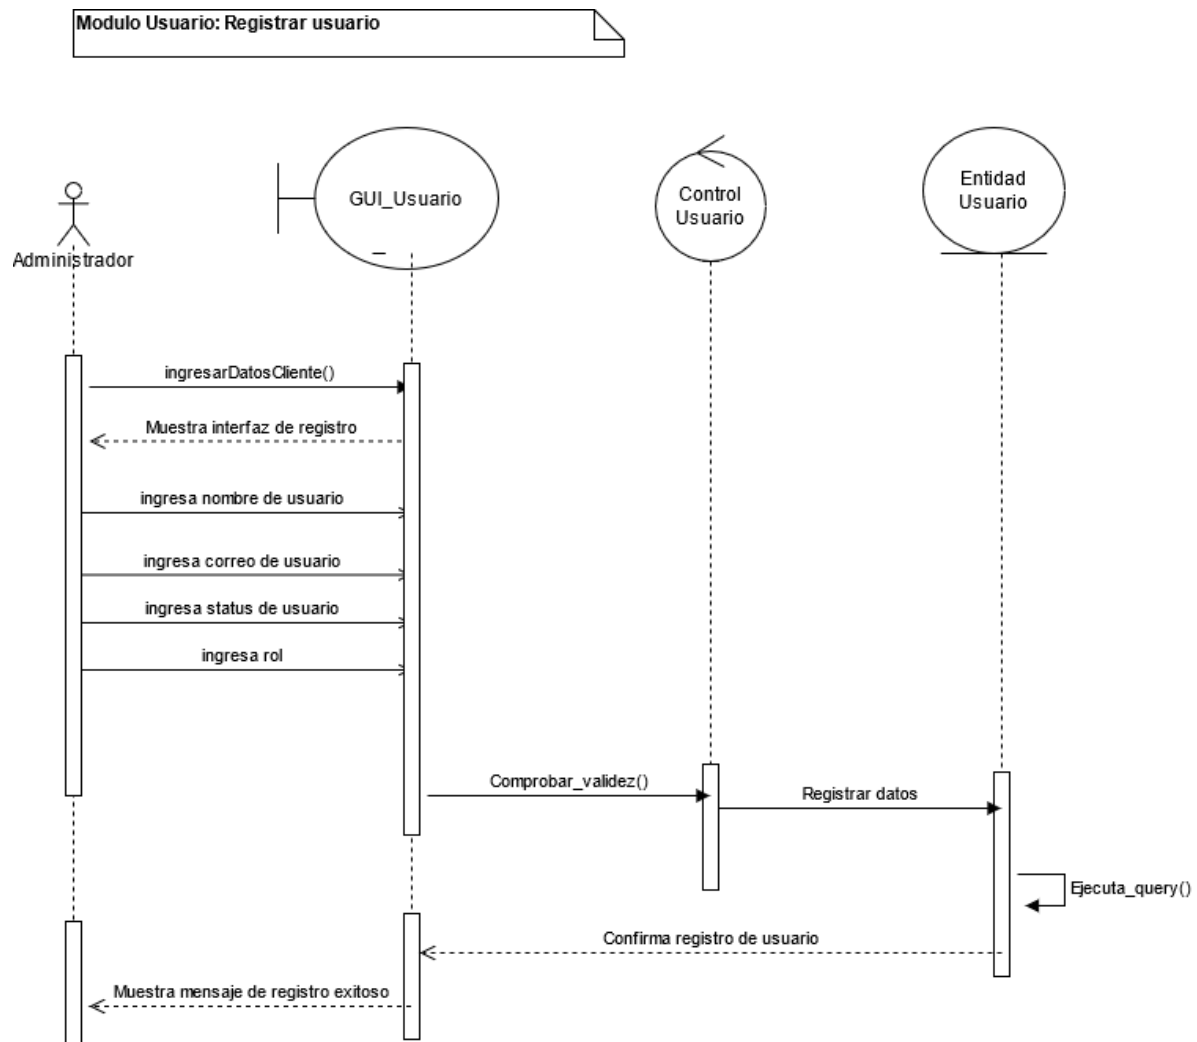 Modulo Usuario: Registrar usuario
GUI_Usuario
Control
Usuario
Entidad
Usuario
Administrador
ingresarDatosCliente()
Muestra interfaz de registro
ingresa nombre de usuario
ingresa correo de usuario
ingresa status de usuario
ingresa rol
Comprobar_validez()
Registrar datos
Ejecuta_query()
Confirma registro de usuario
Muestra mensaje de registro exitoso